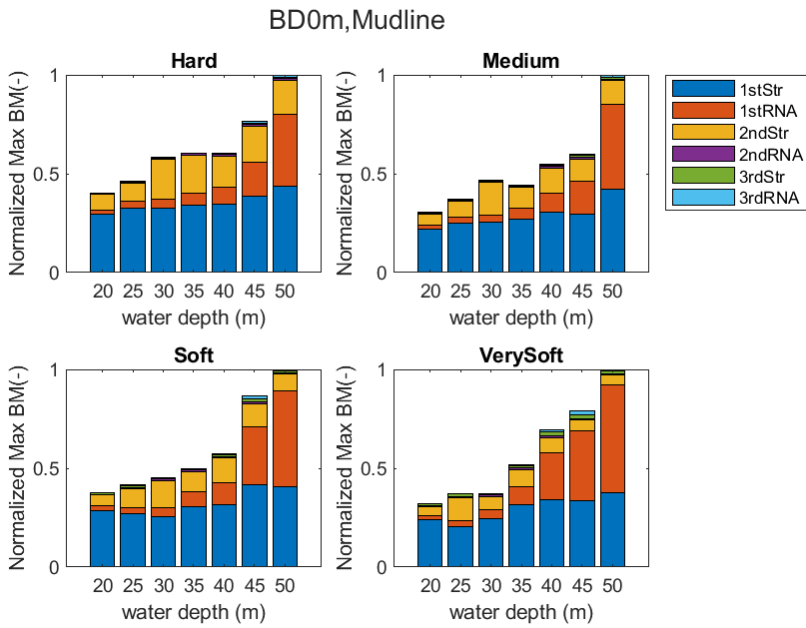 BD0m,Mudline
Hard
Normalized Max BM(-)
1
0.5
0
20 25 30 35 40 45 50
water depth (m)
Medium
Normalized Max BM(-)
1
0.5
0
20 25 30 35 40 45 50
water depth (m)
1stStr
1stRNA
2ndStr
2ndRNA
3rdStr
3rdRNA
Soft
Normalized Max BM(-)
1
0.5
0
20 25 30 35 40 45 50
water depth (m)
VerySoft
Normalized Max BM(-)
1
0.5
0
20 25 30 35 40 45 50
water depth (m)